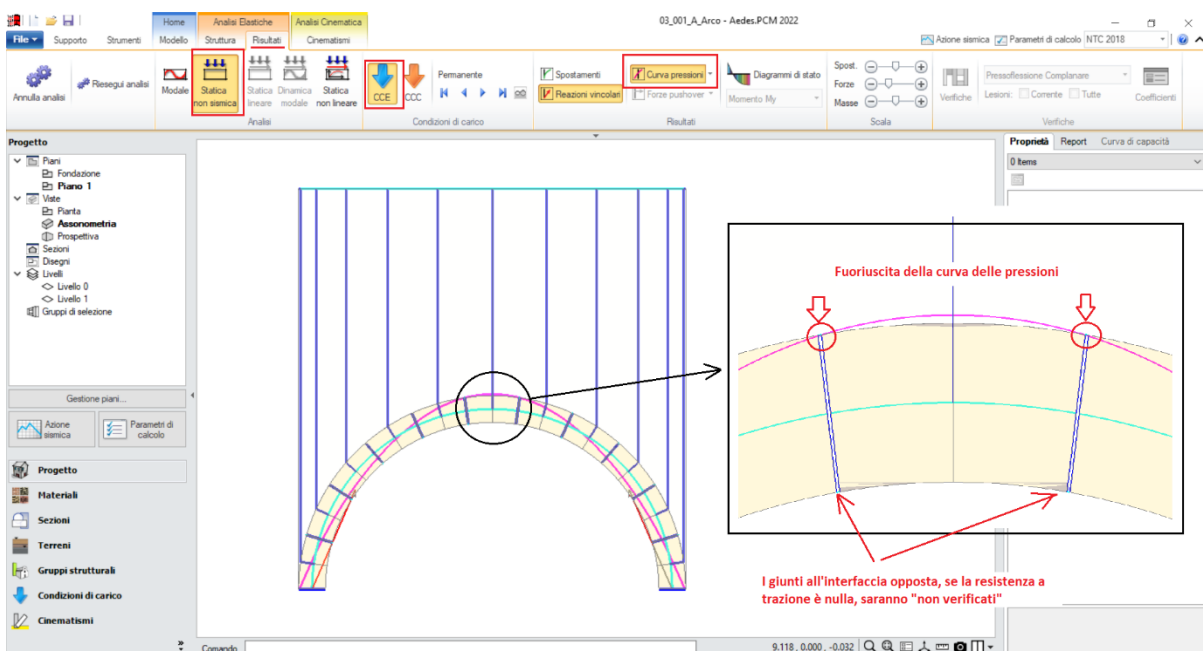 03_001_A_Arco - Aedes.PCM 2022
Home
Analisi Elastiche
Analisi Cinematica
File
Supporto
Strumenti
Modello
Struttura
Risultati
Cinematismi
Azione sismica
Parametri di calcolo
NTC 2018
Annulla analisi
Riesegui analisi
Modale
Statica
non sismica
Statica
lineare
Dinamica
modale
Statica
non lineare
Analisi
CCE
CCC
Permanente
Condizioni di carico
Spostamenti
Reazioni vincolari
Curva pressioni
Forze pushover
Diagrammi di stato
Momento My
Risultati
Spost.
Forze
Masse
Scala
Verifiche
Pressoflessione Complanare
Lesioni:
Corrente
Tutte
Coefficienti
Verifiche
Progetto
Piani
Fondazione
Piano 1
Viste
Pianta
Assonometria
Prospettiva
Sezioni
Disegni
Livelli
Livello 0
Livello 1
Gruppi di selezione
Gestione piani...
Azione
sismica
Parametri di
calcolo
Progetto
Materiali
Sezioni
Terreni
Gruppi strutturali
Condizioni di carico
Cinematismi
Proprietà
Report
Curva di capacità
0 Items
Fuoriuscita della curva delle pressioni
I giunti all'interfaccia opposta, se la resistenza a
trazione è nulla, saranno "non verificati"
Comando
9.118 , 0.000 , -0.032